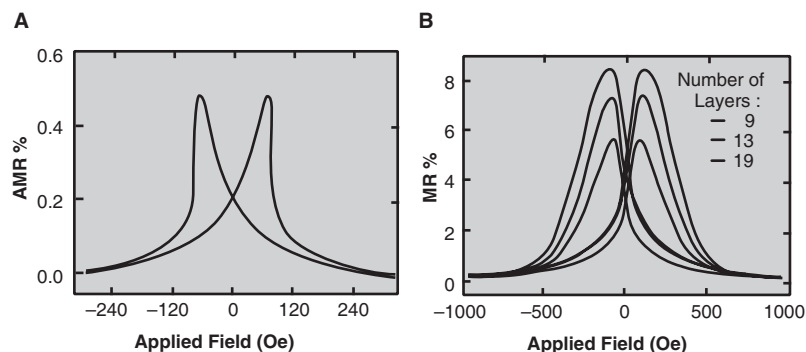 A
0.6
0.4
0.2
0.0
AMR %
–240
–120
0
120
240
Applied Field (Oe)
B
8
6
4
2
0
MR %
Number of
Layers :
9
13
19
–1000
–500
0
500
1000
Applied Field (Oe)